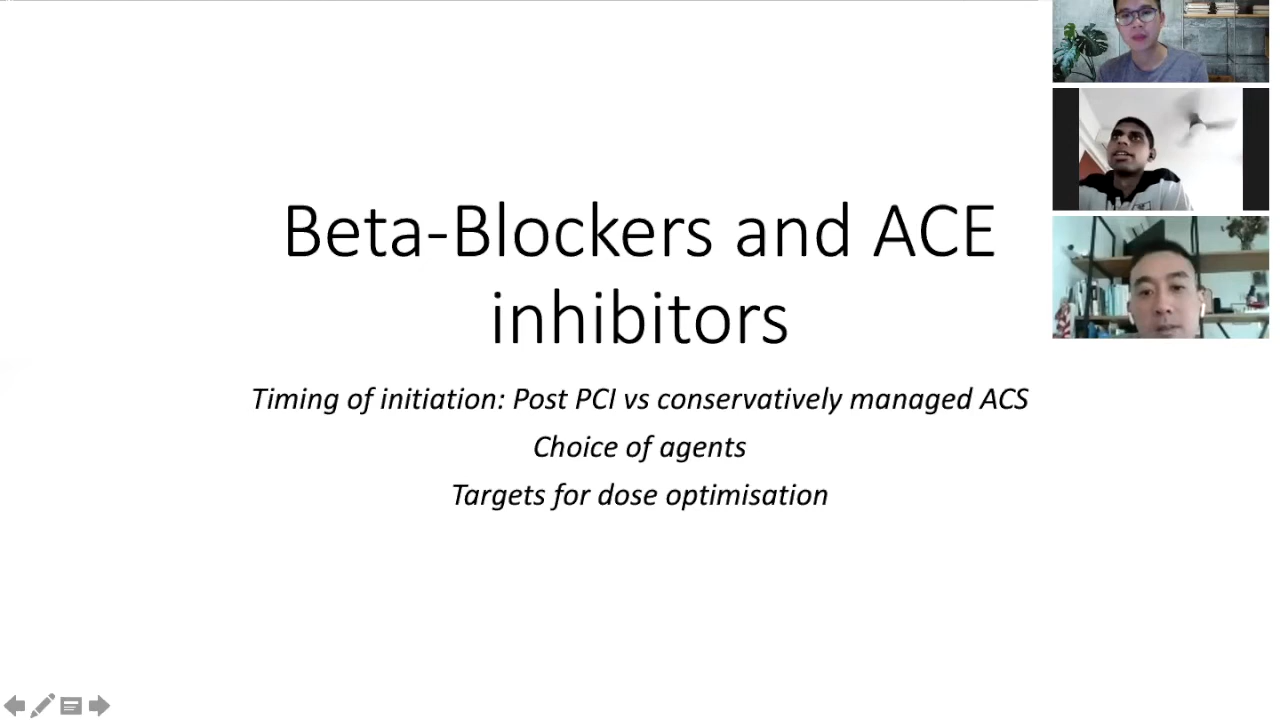 Beta-Blockers and ACE
inhibitors
Timing of initiation: Post PCI vs conservatively managed ACS
Choice of agents
Targets for dose optimisation